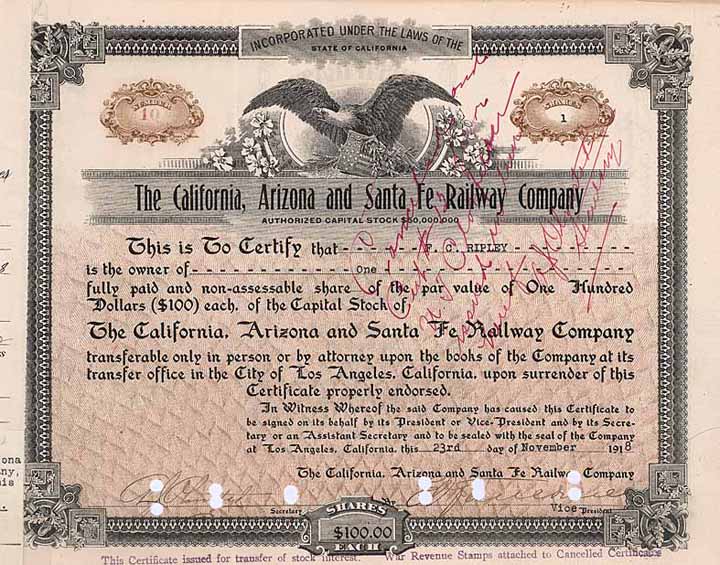 INCORPORATED UNDER THE LAWS OF THE
STATE OF CALIFORNIA
NUMBER
10
SHARES
1
The California, Arizona and Santa Fe Railway Company
AUTHORIZED CAPITAL STOCK $50,000,000
This is To Certify that - - - - - - - - - RIPLEY - - - - - - - - -
is the owner of - - - - - - - - - - - - - - One - - - - - - - - - - - - - - - - - - - - - -
fully paid and non-assessable share of the par value of One Hundred
Dollars ($100) each, of the Capital Stock of
The California, Arizona and Santa Fe Railway Company
transferable only in person or by attorney upon the books of the Company at its
transfer office in the City of Los Angeles, California, upon surrender of this
Certificate properly endorsed.
In Witness Whereof the said Company has caused this Certificate to
be signed on its behalf by its President or Vice-President and by its Secre-
tary or an Assistant Secretary and to be sealed with the seal of the Company
at Los Angeles, California, this 23rd day of November 1918
The California, Arizona and Santa Fe Railway Company
Secretary
Vice President
SHARES
$100.00
EACH
This Certificate issued for transfer of stock interest. War Revenue Stamps attached to Cancelled Certificates